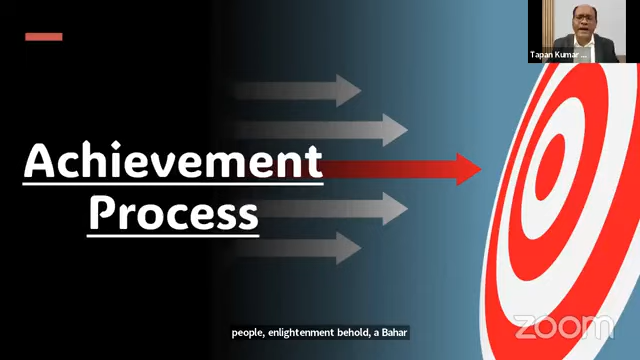 Tapan Kumar ...
Achievement
Process
people, enlightenment behold, a Bahar
zoom